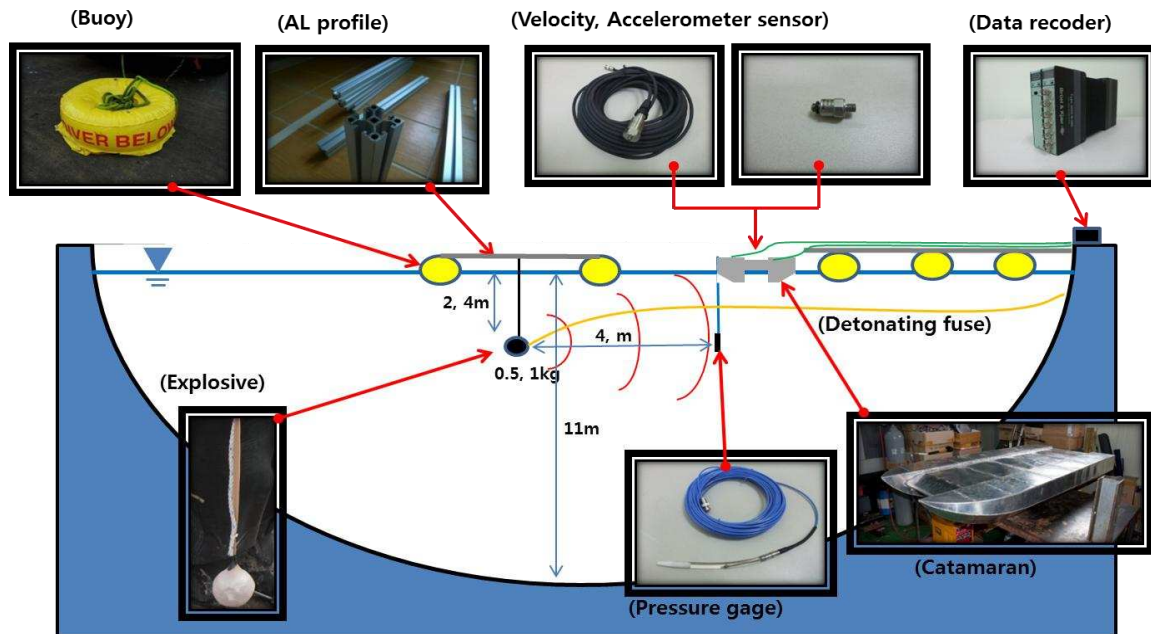 (Buoy)
(AL profile)
(Velocity, Accelerometer sensor)
(Data recoder)
VER BELOW
2, 4m
4, m
0.5, 1kg
(Detonating fuse)
(Explosive)
11m
(Pressure gage)
(Catamaran)